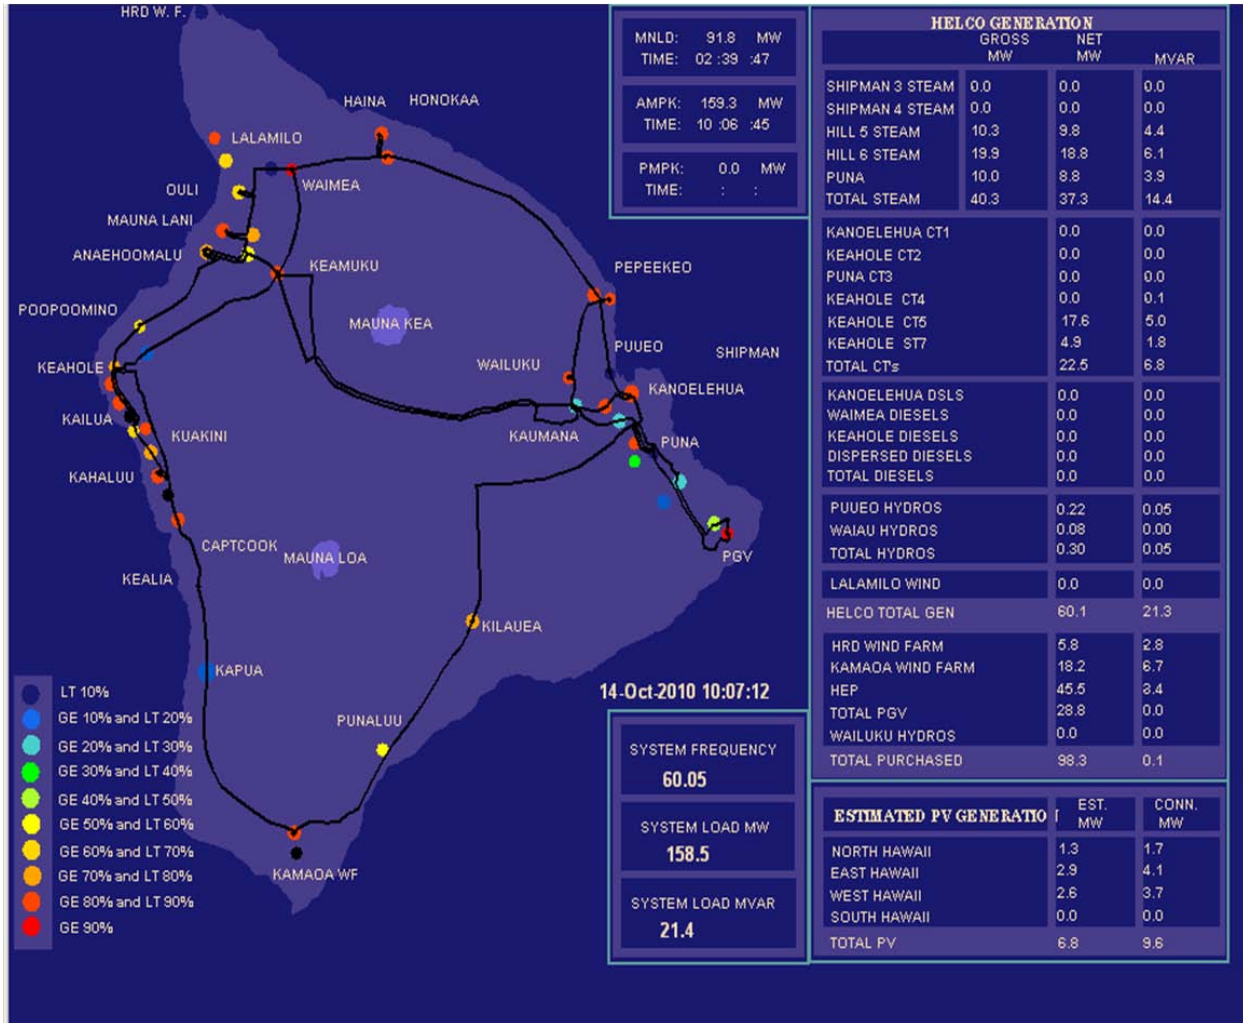 HRD W. F.
HAINA HONOKAA
LALAMILO
WAIMEA
OULI
MAUNA LANI
ANAEHOOMALU
KEAMUKU
PEPEEKEO
POOPOOMINO
MAUNA KEA
PUUEO
SHIPMAN
KEAHOLE
WAILUKU
KANOELEHUA
KAILUA
KUAKINI
KAUMANA
PUNA
KAHALUU
CAPTCOOK
MAUNA LOA
PGV
KEALIA
KILAUEA
KAPUA
PUNALUU
KAMAOA WF
LT 10%
GE 10% and LT 20%
GE 20% and LT 30%
GE 30% and LT 40%
GE 40% and LT 50%
GE 50% and LT 60%
GE 60% and LT 70%
GE 70% and LT 80%
GE 80% and LT 90%
GE 90%
MNLD: 91.8 MW
TIME: 02 :39 :47
AMPK: 159.3 MW
TIME: 10 :06 :45
PMPK: 0.0 MW
TIME: : :
14-Oct-2010 10:07:12
SYSTEM FREQUENCY
60.05
SYSTEM LOAD MW
158.5
SYSTEM LOAD MVAR
21.4
HELCO GENERATION
GROSS NET
MW MW MVAR
SHIPMAN 3 STEAM 0.0 0.0 0.0
SHIPMAN 4 STEAM 0.0 0.0 0.0
HILL 5 STEAM 10.3 9.8 4.4
HILL 6 STEAM 19.9 18.8 6.1
PUNA 10.0 8.8 3.9
TOTAL STEAM 40.3 37.3 14.4
KANOELEHUA CT1 0.0 0.0
KEAHOLE CT2 0.0 0.0
PUNA CT3 0.0 0.0
KEAHOLE CT4 0.0 0.1
KEAHOLE CT5 17.6 5.0
KEAHOLE ST7 4.9 1.8
TOTAL CT's 22.5 6.8
KANOELEHUA DSLS 0.0 0.0
WAIMEA DIESELS 0.0 0.0
KEAHOLE DIESELS 0.0 0.0
DISPERSED DIESELS 0.0 0.0
TOTAL DIESELS 0.0 0.0
PUUEO HYDROS 0.22 0.05
WAIAU HYDROS 0.08 0.00
TOTAL HYDROS 0.30 0.05
LALAMILO WIND 0.0 0.0
HELCO TOTAL GEN 60.1 21.3
HRD WIND FARM 5.8 2.8
KAMAOA WIND FARM 18.2 6.7
HEP 45.5 3.4
TOTAL PGV 28.8 0.0
WAILUKU HYDROS 0.0 0.0
TOTAL PURCHASED 98.3 0.1
ESTIMATED PV GENERATIO EST. CONN.
MW MW
NORTH HAWAII 1.3 1.7
EAST HAWAII 2.9 4.1
WEST HAWAII 2.6 3.7
SOUTH HAWAII 0.0 0.0
TOTAL PV 6.8 9.6